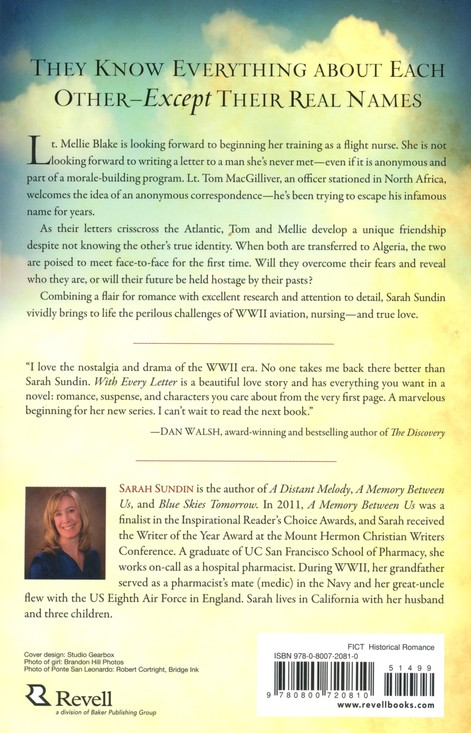 THEY KNOW EVERYTHING ABOUT EACH
OTHER–Except THEIR REAL NAMES
Lt. Mellie Blake is looking forward to beginning her training as a flight nurse. She is not
looking forward to writing a letter to a man she's never met—even if it is anonymous and
part of a morale-building program. Lt. Tom MacGilliver, an officer stationed in North Africa,
welcomes the idea of an anonymous correspondence—he's been trying to escape his infamous
name for years.
As their letters crisscross the Atlantic, Tom and Mellie develop a unique friendship
despite not knowing the other's true identity. When both are transferred to Algeria, the two
are poised to meet face-to-face for the first time. Will they overcome their fears and reveal
who they are, or will their future be held hostage by their pasts?
Combining a flair for romance with excellent research and attention to detail, Sarah Sundin
vividly brings to life the perilous challenges of WWII aviation, nursing—and true love.
"I love the nostalgia and drama of the WWII era. No one takes me back there better than
Sarah Sundin. With Every Letter is a beautiful love story and has everything you want in a
novel: romance, suspense, and characters you care about from the very first page. A marvelous
beginning for her new series. I can't wait to read the next book."
—DAN WALSH, award-winning and bestselling author of The Discovery
SARAH SUNDIN is the author of A Distant Melody, A Memory Between
Us, and Blue Skies Tomorrow. In 2011, A Memory Between Us was a
finalist in the Inspirational Reader's Choice Awards, and Sarah received
the Writer of the Year Award at the Mount Hermon Christian Writers
Conference. A graduate of UC San Francisco School of Pharmacy, she
works on-call as a hospital pharmacist. During WWII, her grandfather
served as a pharmacist's mate (medic) in the Navy and her great-uncle
flew with the US Eighth Air Force in England. Sarah lives in California with her husband
and three children.
Cover design: Studio Gearbox
Photo of girl: Brandon Hill Photos
Photo of Ponte San Leonardo: Robert Cortright, Bridge Ink
Revell
a division of Baker Publishing Group
FICT Historical Romance
ISBN 978-0-8007-2081-0
51499
9 780800 720810
www.revellbooks.com